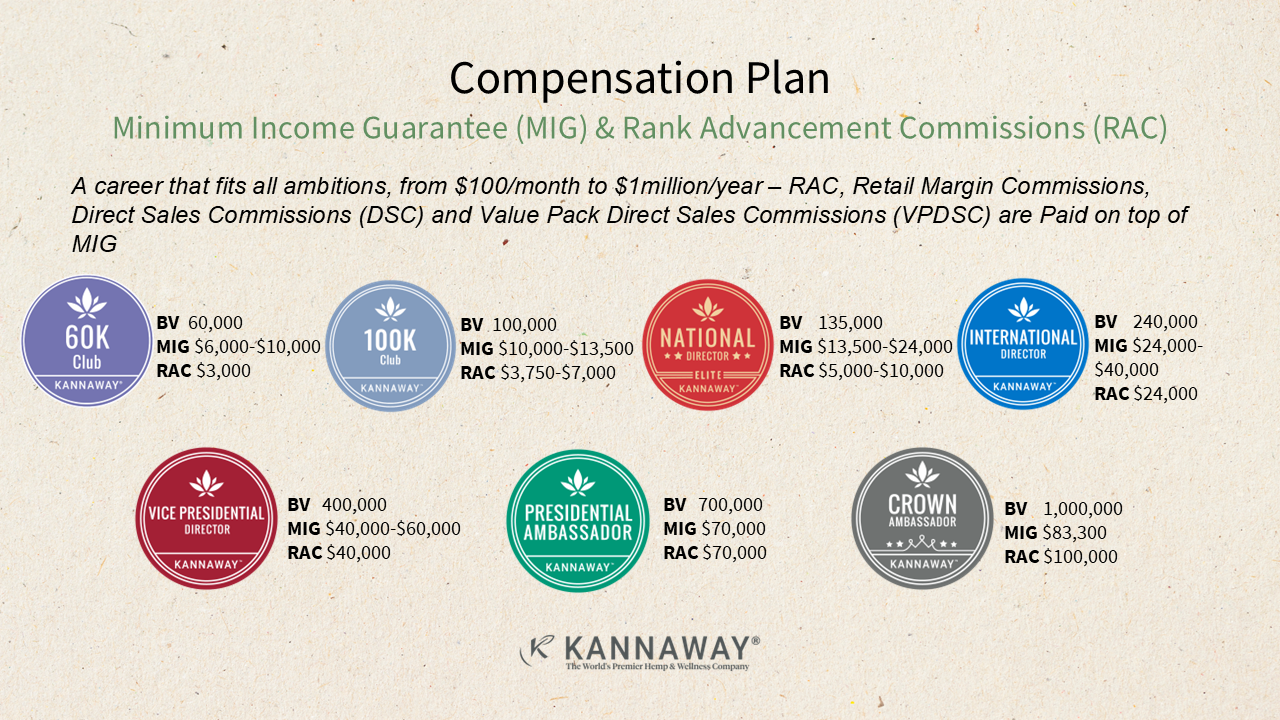 Compensation Plan
Minimum Income Guarantee (MIG) & Rank Advancement Commissions (RAC)
A career that fits all ambitions, from $100/month to $1million/year – RAC, Retail Margin Commissions,
Direct Sales Commissions (DSC) and Value Pack Direct Sales Commissions (VPDSC) are Paid on top of
MIG
60K
Club
KANNAWAY®
BV 60,000
MIG $6,000-$10,000
RAC $3,000
100K
Club
KANNAWAY™
BV 100,000
MIG $10,000-$13,500
RAC $3,750-$7,000
NATIONAL
DIRECTOR
ELITE
KANNAWAY™
BV 135,000
MIG $13,500-$24,000
RAC $5,000-$10,000
INTERNATIONAL
DIRECTOR
KANNAWAY™
BV 240,000
MIG $24,000-
$40,000
RAC $24,000
VICE PRESIDENTIAL
DIRECTOR
KANNAWAY™
BV 400,000
MIG $40,000-$60,000
RAC $40,000
PRESIDENTIAL
AMBASSADOR
KANNAWAY™
BV 700,000
MIG $70,000
RAC $70,000
CROWN
AMBASSADOR
KANNAWAY™
BV 1,000,000
MIG $83,300
RAC $100,000
KANNAWAY®
The World's Premier Hemp & Wellness Company